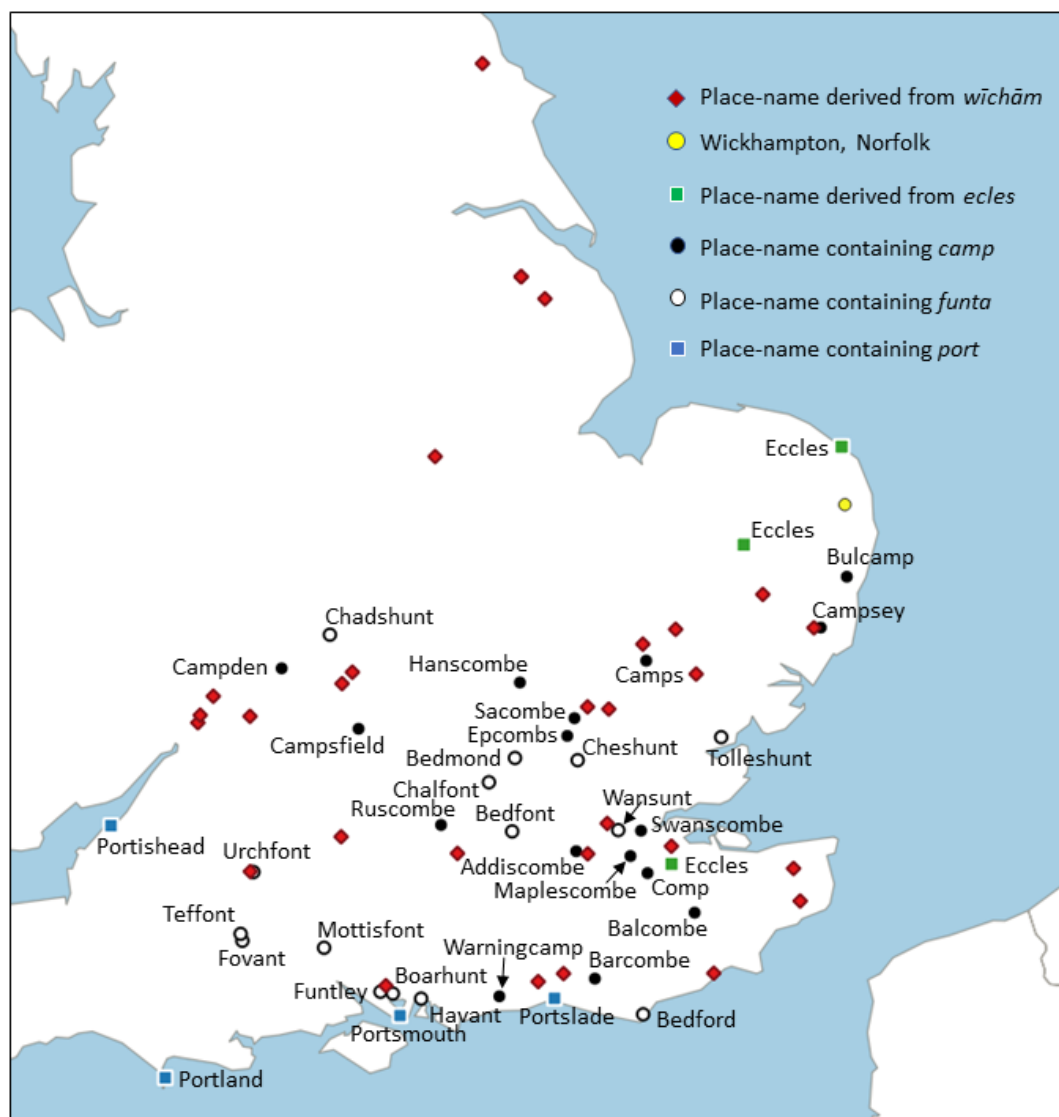 Place-name derived from wīchām
Wickhampton, Norfolk
Place-name derived from ecles
Place-name containing camp
Place-name containing funta
Place-name containing port
Eccles
Eccles
Bulcamp
Chadshunt
Campsey
Campden
Hanscombe
Camps
Sacombe
Campsfield
Epcombs
Bedmond
Cheshunt
Tolleshunt
Chalfont
Ruscombe
Bedfont
Wansunt
Portishead
Swanscombe
Urchfont
Addiscombe
Eccles
Maplescombe
Comp
Teffont
Mottisfont
Balcombe
Fovant
Warningcamp
Barcombe
Boarhunt
Funtley
Havant
Portslade
Bedford
Portsmouth
Portland